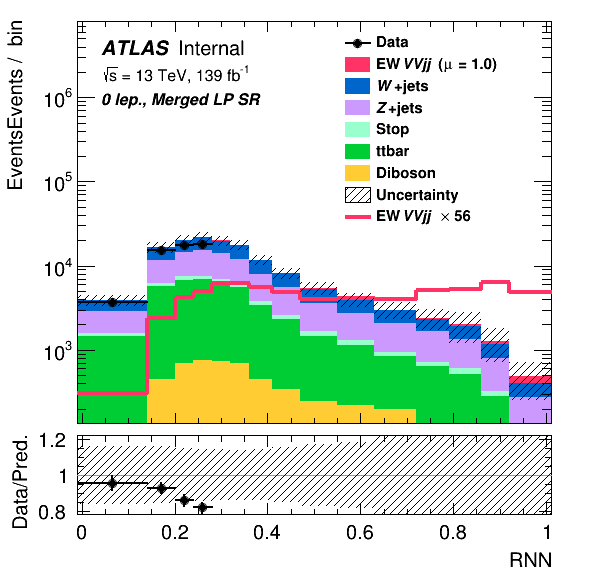 EventsEvents / bin
10⁶
10⁵
10⁴
10³
ATLAS Internal
√s = 13 TeV, 139 fb⁻¹
0 lep., Merged LP SR
Data
EW VVjj (μ = 1.0)
W+jets
Z+jets
Stop
ttbar
Diboson
Uncertainty
EW VVjj × 56
Data/Pred.
1.2
1
0.8
0 0.2 0.4 0.6 0.8 1
RNN